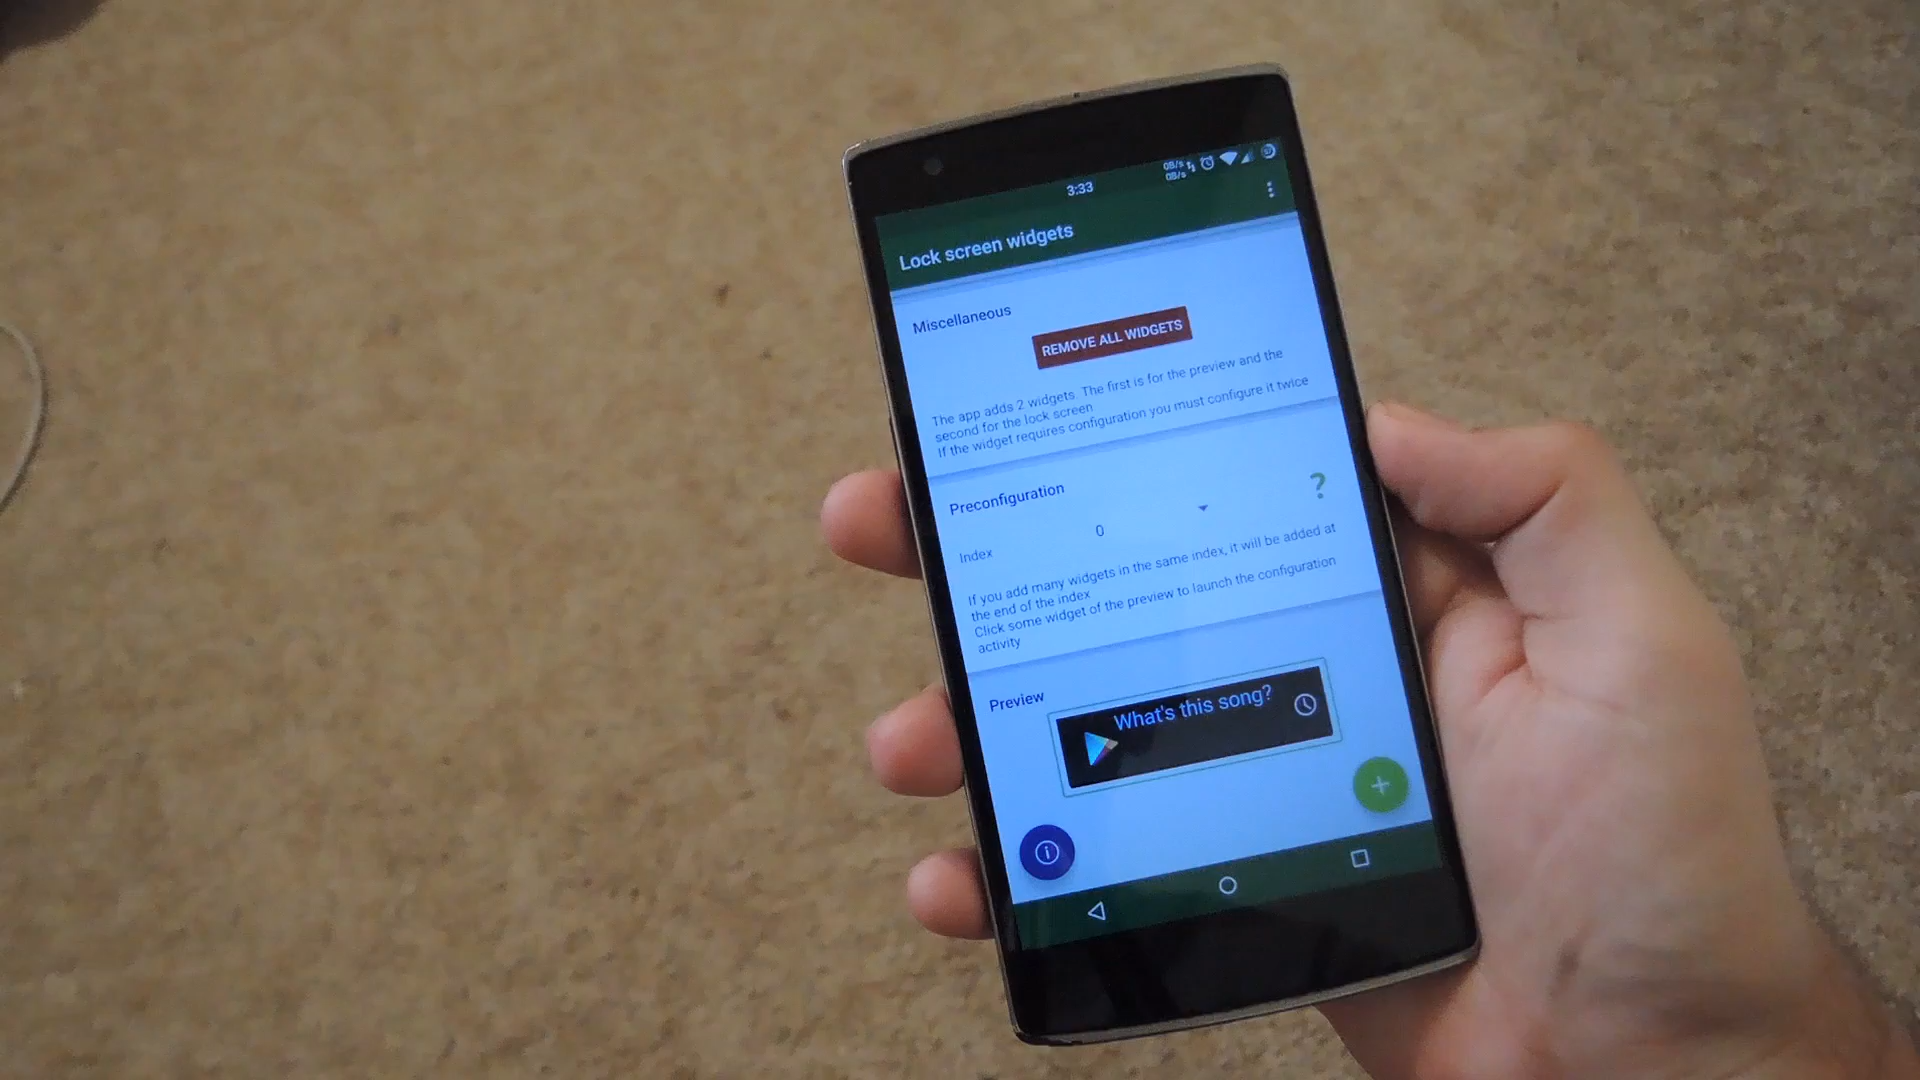 0B/s
0B/s
3:33
Lock screen widgets
Miscellaneous
REMOVE ALL WIDGETS
The app adds 2 widgets. The first is for the preview and the
second for the lock screen
If the widget requires configuration you must configure it twice
Preconfiguration
?
Index
0
If you add many widgets in the same index, it will be added at
the end of the index
Click some widget of the preview to launch the configuration
activity
Preview
What's this song?